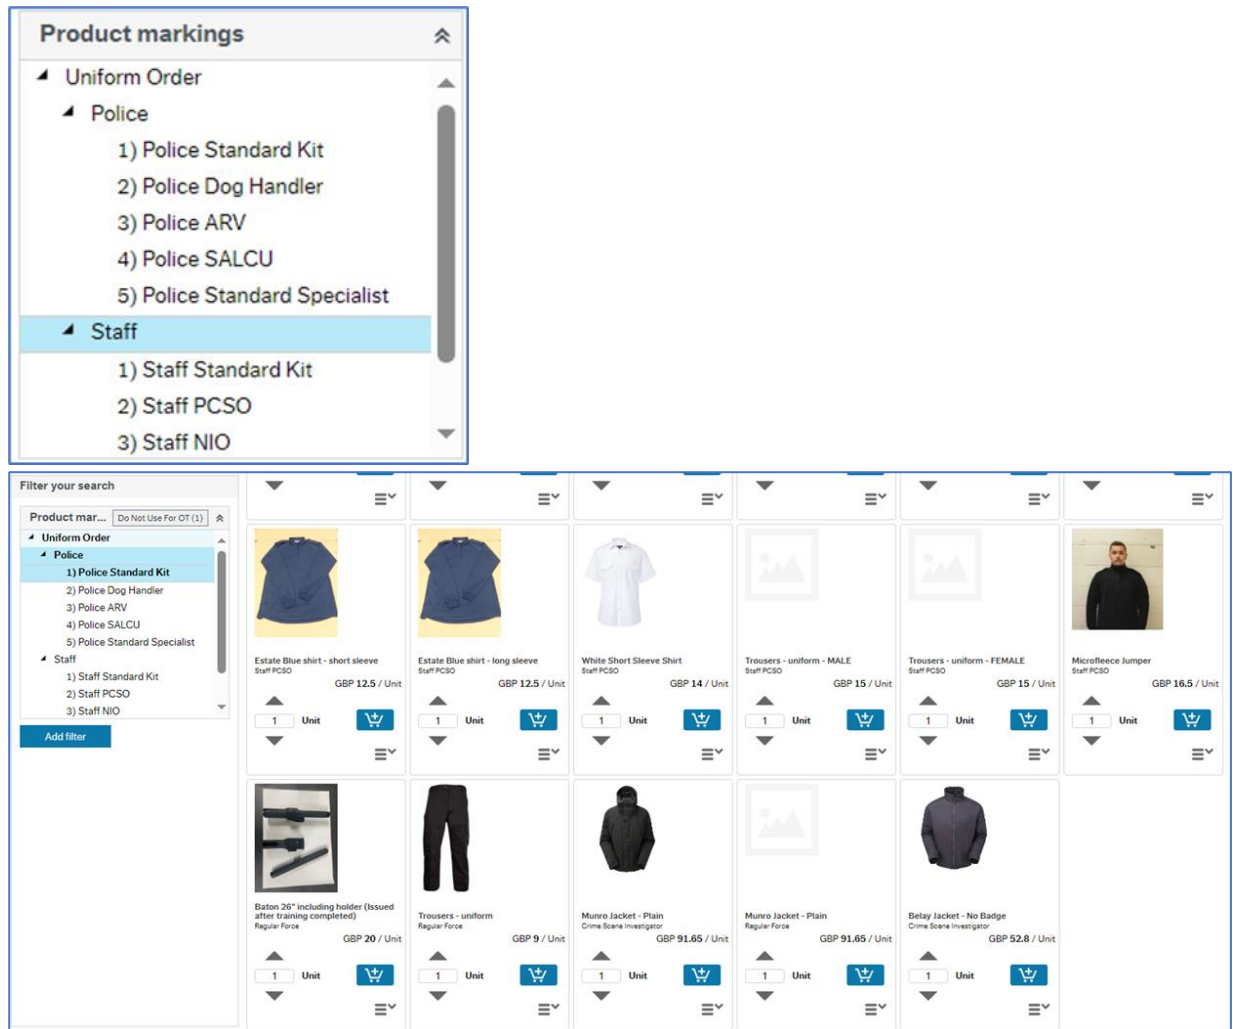 Product markings
Uniform Order
Police
1) Police Standard Kit
2) Police Dog Handler
3) Police ARV
4) Police SALCU
5) Police Standard Specialist
Staff
1) Staff Standard Kit
2) Staff PCSO
3) Staff NIO
Filter your search
Product mar... Do Not Use For OT (1)
Uniform Order
Police
1) Police Standard Kit
2) Police Dog Handler
3) Police ARV
4) Police SALCU
5) Police Standard Specialist
Staff
1) Staff Standard Kit
2) Staff PCSO
3) Staff NIO
Add filter
Estate Blue shirt - short sleeve
Staff PCSO
GBP 12.5 / Unit
1 Unit
Estate Blue shirt - long sleeve
Staff PCSO
GBP 12.5 / Unit
1 Unit
White Short Sleeve Shirt
Staff PCSO
GBP 14 / Unit
1 Unit
Trousers - uniform - MALE
Staff PCSO
GBP 15 / Unit
1 Unit
Trousers - uniform - FEMALE
Staff PCSO
GBP 15 / Unit
1 Unit
Microfleece Jumper
Staff PCSO
GBP 16.5 / Unit
1 Unit
Baton 26" including holder (Issued
after training completed)
Regular Force
GBP 20 / Unit
1 Unit
Trousers - uniform
Regular Force
GBP 9 / Unit
1 Unit
Munro Jacket - Plain
Crime Scene Investigator
GBP 91.65 / Unit
1 Unit
Munro Jacket - Plain
Regular Force
GBP 91.65 / Unit
1 Unit
Belay Jacket - No Badge
Crime Scene Investigator
GBP 52.8 / Unit
1 Unit